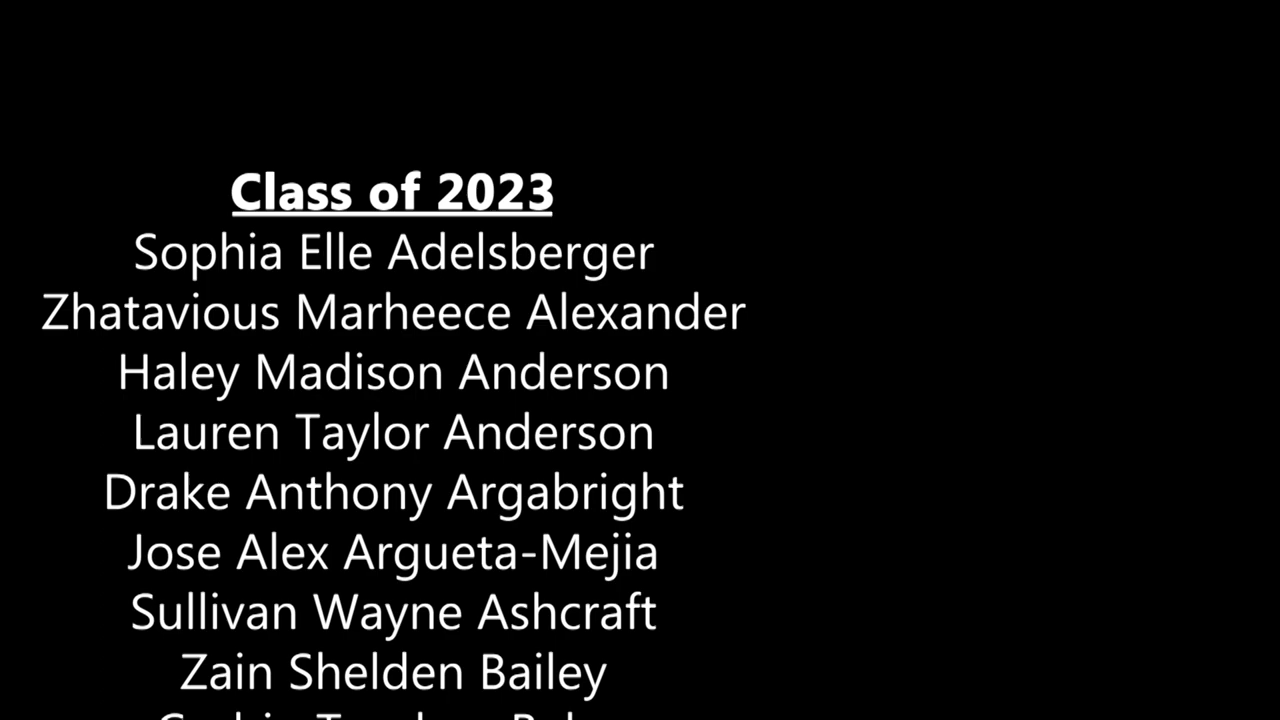 Class of 2023
Sophia Elle Adelsberger
Zhatavious Marheece Alexander
Haley Madison Anderson
Lauren Taylor Anderson
Drake Anthony Argabright
Jose Alex Argueta-Mejia
Sullivan Wayne Ashcraft
Zain Shelden Bailey